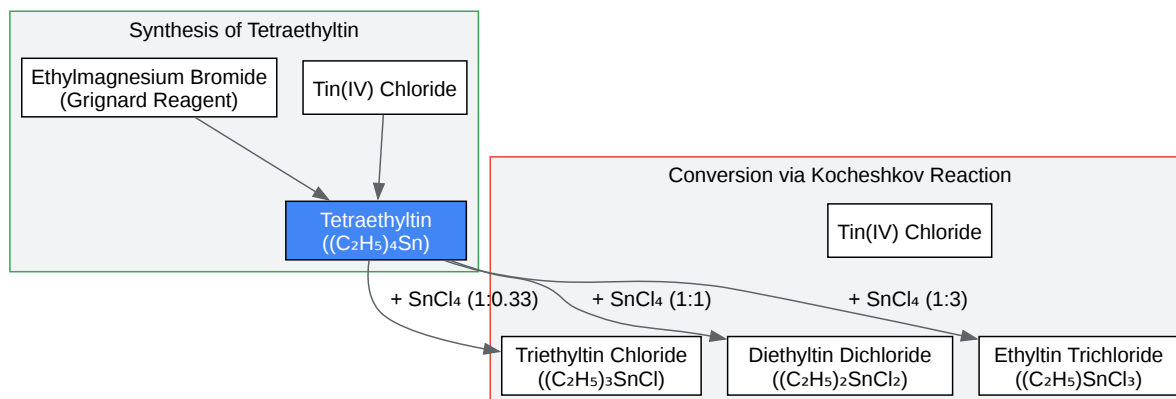 Synthesis of Tetraethyltin
Ethylmagnesium Bromide
(Grignard Reagent)
Tin(IV) Chloride
Tetraethyltin
((C₂H₅)₄Sn)
Conversion via Kocheshkov Reaction
Tin(IV) Chloride
+ SnCl₄ (1:0.33)
+ SnCl₄ (1:1)
+ SnCl₄ (1:3)
Triethyltin Chloride
((C₂H₅)₃SnCl)
Diethyltin Dichloride
((C₂H₅)₂SnCl₂)
Ethyltin Trichloride
((C₂H₅)SnCl₃)